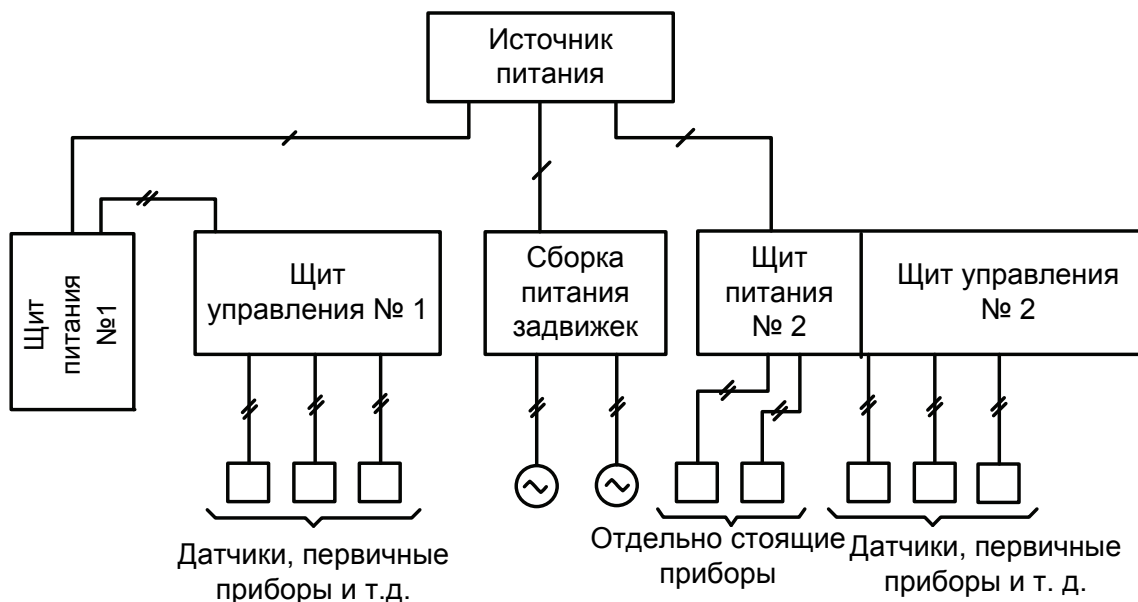 Источник
питания
Щит
питания
№1
Щит
управления № 1
Сборка
питания
задвижек
Щит
питания
№ 2
Щит управления
№ 2
Датчики, первичные
приборы и т.д.
Отдельно стоящие
приборы
Датчики, первичные
приборы и т. д.